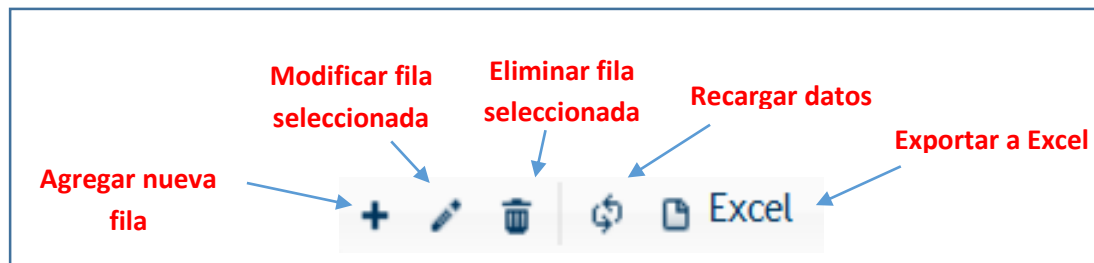 Modificar fila
seleccionada
Eliminar fila
seleccionada
Recargar datos
Exportar a Excel
Agregar nueva
fila
Excel